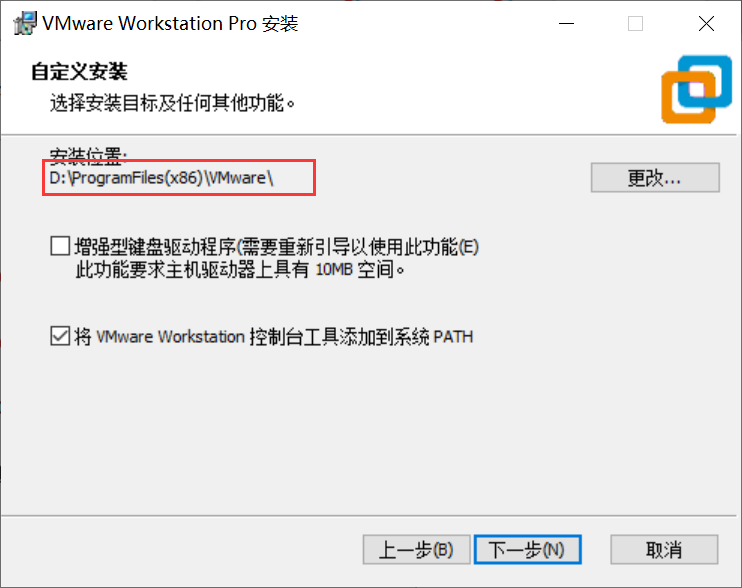 VMware Workstation Pro 安装
自定义安装
选择安装目标及任何其他功能。
安装位置:
D:\ProgramFiles(x86)\VMware\
更改...
增强型键盘驱动程序(需要重新引导以使用此功能(E)
此功能要求主机驱动器上具有 10MB 空间。
将 VMware Workstation 控制台工具添加到系统 PATH
上一步(B)
下一步(N)
取消